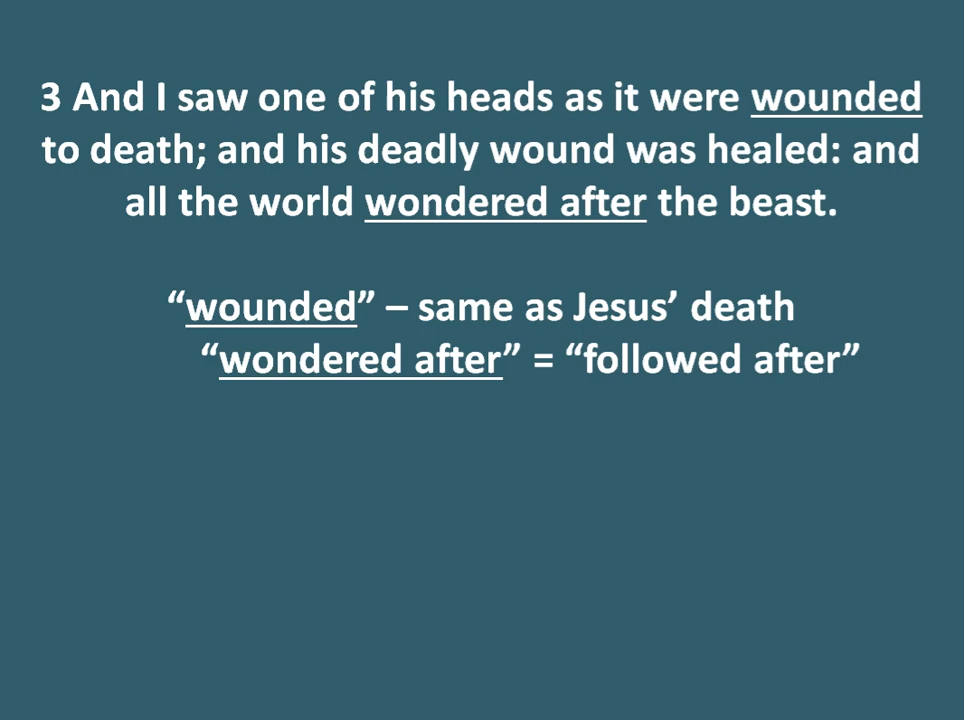 3 And I saw one of his heads as it were wounded
to death; and his deadly wound was healed: and
all the world wondered after the beast.
“wounded” – same as Jesus’ death
“wondered after” = “followed after”